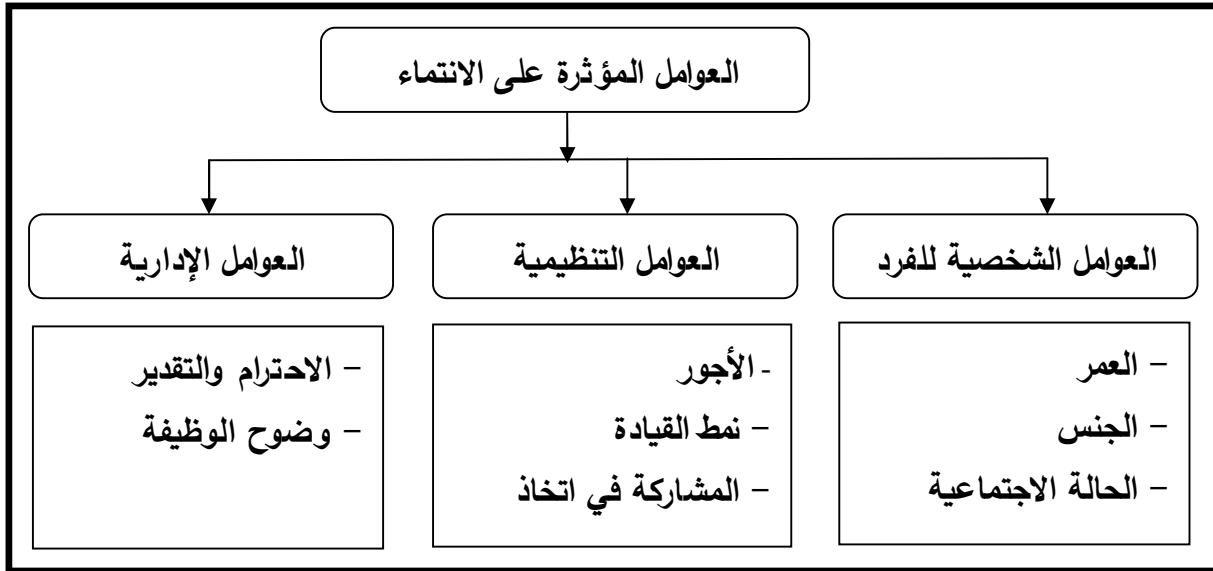 العوامل المؤثرة على الانتماء
العوامل الشخصية للفرد
العوامل التنظيمية
العوامل الإدارية
– العمر
– الجنس
– الحالة الاجتماعية
- الأجور
– نمط القيادة
– المشاركة في اتخاذ
– الاحترام والتقدير
– وضوح الوظيفة